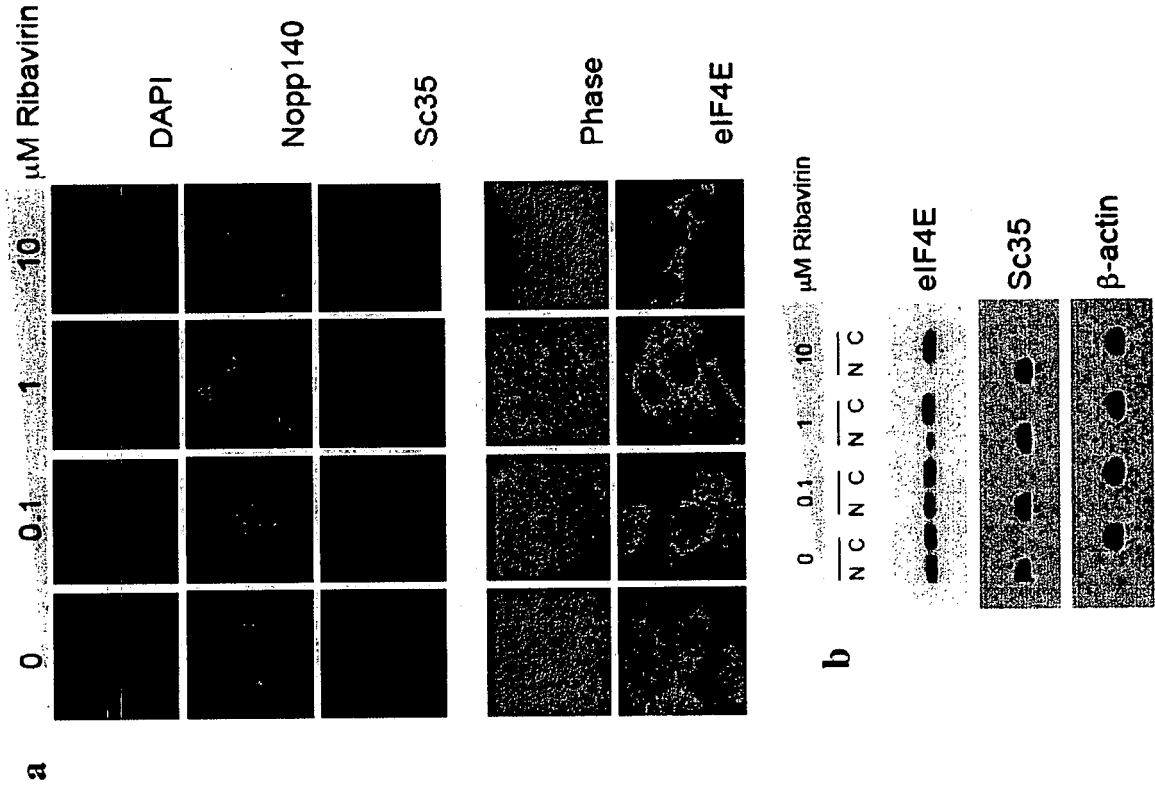 a
0 0.1 1 10 μM Ribavirin
DAPI
Nopp140
Sc35
Phase
eIF4E
b
0 0.1 1 10 μM Ribavirin
N C N C N C N C
eIF4E
Sc35
β-actin